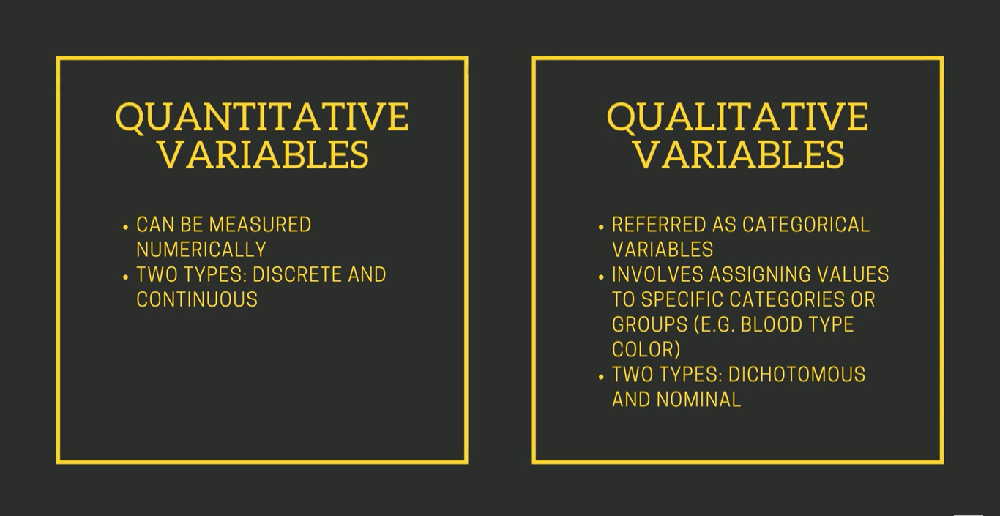 QUANTITATIVE
VARIABLES
• CAN BE MEASURED
NUMERICALLY
• TWO TYPES: DISCRETE AND
CONTINUOUS
QUALITATIVE
VARIABLES
• REFERRED AS CATEGORICAL
VARIABLES
• INVOLVES ASSIGNING VALUES
TO SPECIFIC CATEGORIES OR
GROUPS (E.G. BLOOD TYPE
COLOR)
• TWO TYPES: DICHOTOMOUS
AND NOMINAL